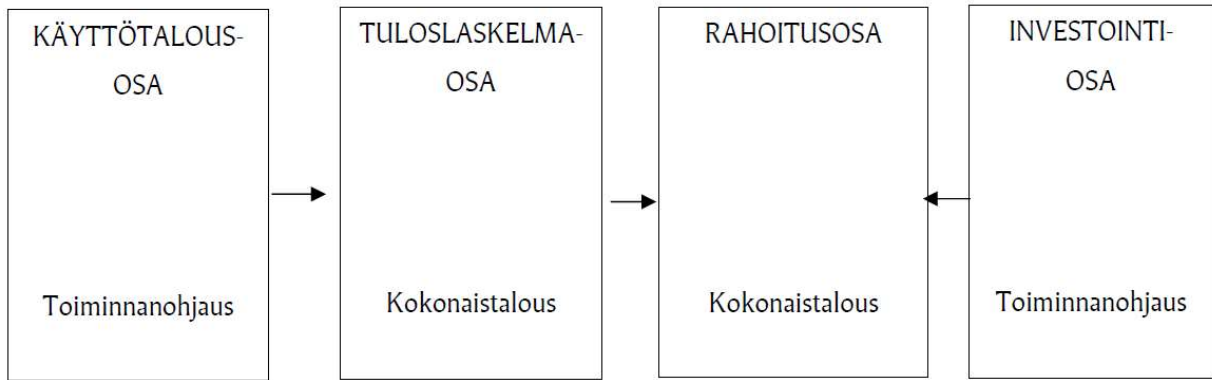 KÄYTTÖTALOUS-
OSA
Toiminnanohjaus
TULOSLASKELMA-
OSA
Kokonaistalous
RAHOITUSOSA
Kokonaistalous
INVESTOINTI-
OSA
Toiminnanohjaus